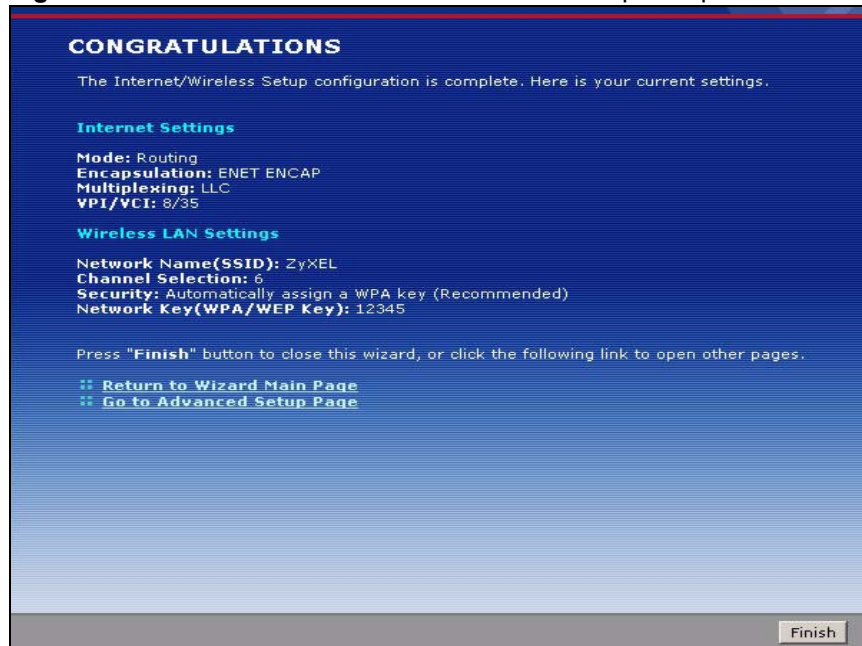 CONGRATULATIONS
The Internet/Wireless Setup configuration is complete. Here is your current settings.
Internet Settings
Mode: Routing
Encapsulation: ENET ENCAP
Multiplexing: LLC
VPI/VCI: 8/35
Wireless LAN Settings
Network Name(SSID): ZyXEL
Channel Selection: 6
Security: Automatically assign a WPA key (Recommended)
Network Key(WPA/WEP Key): 12345
Press "Finish" button to close this wizard, or click the following link to open other pages.
Return to Wizard Main Page
Go to Advanced Setup Page
Finish